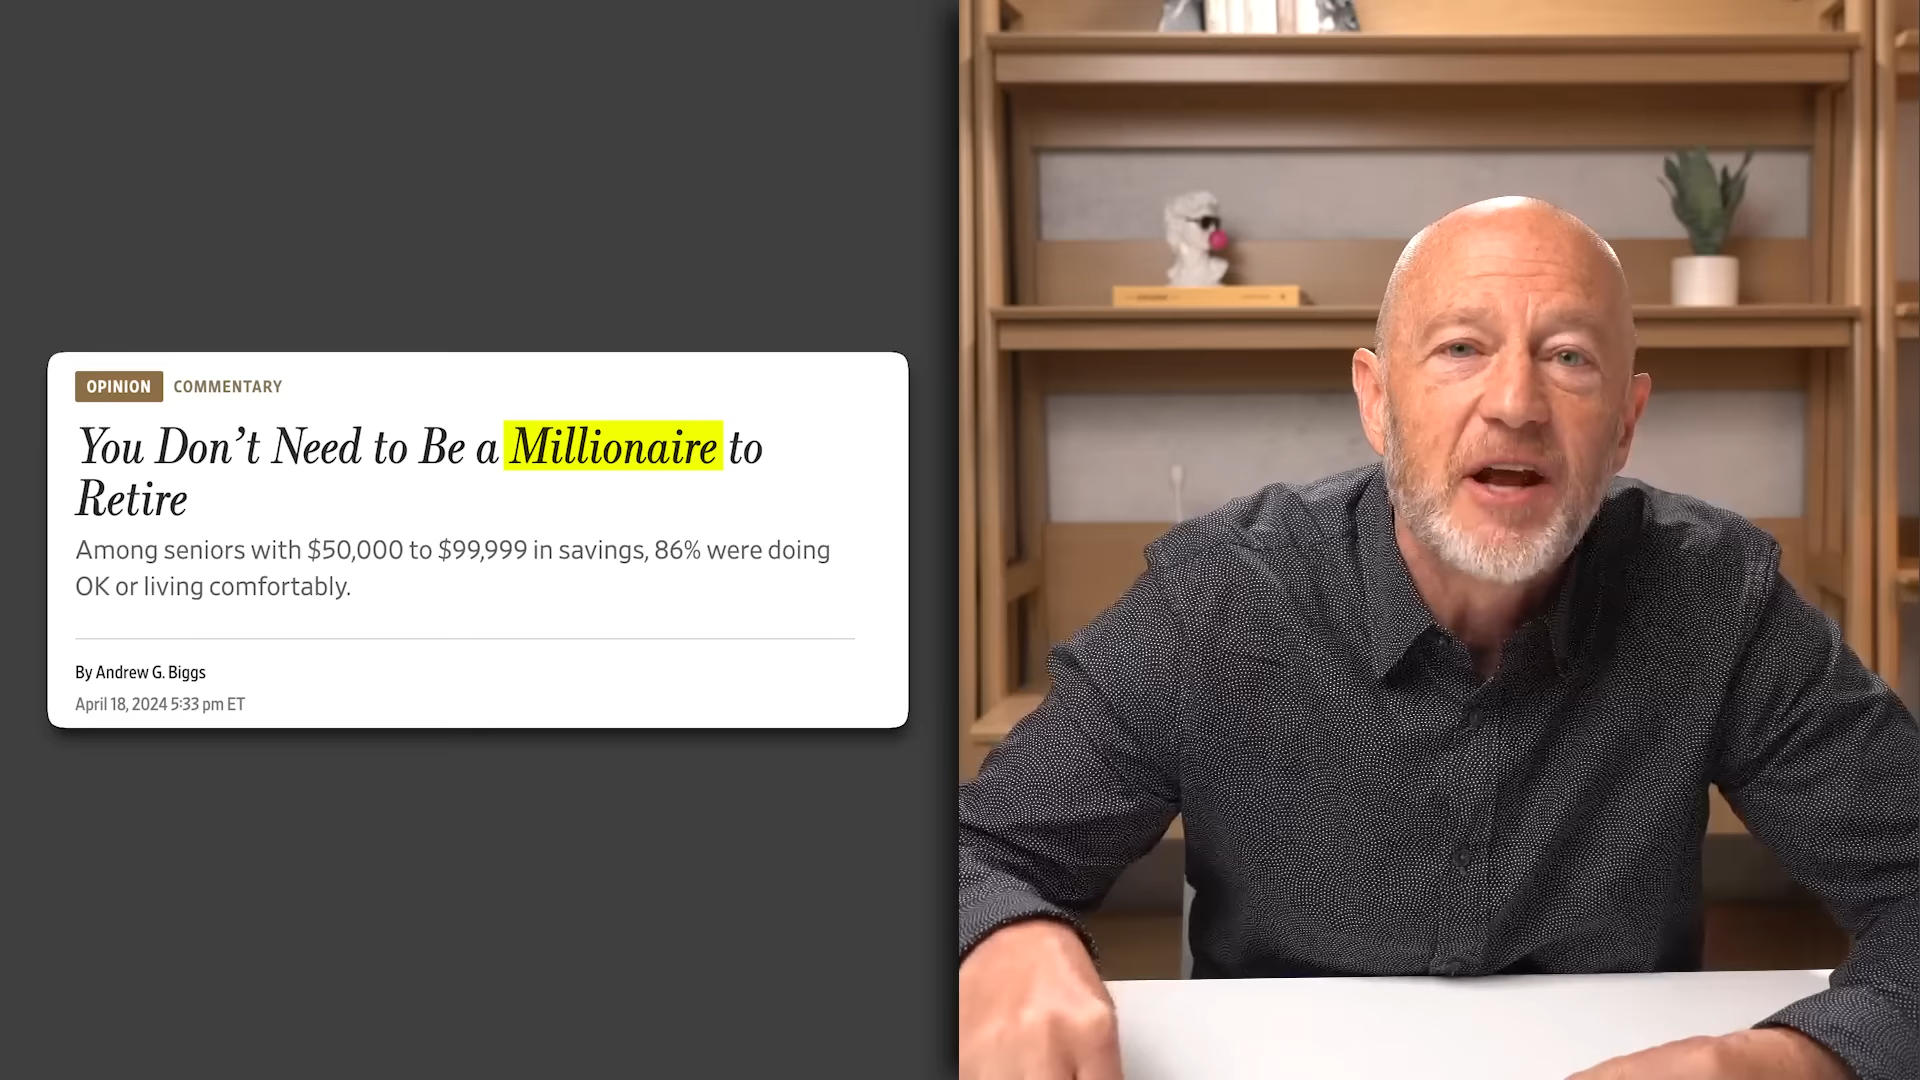 OPINION COMMENTARY
You Don't Need to Be a Millionaire to
Retire
Among seniors with $50,000 to $99,999 in savings, 86% were doing
OK or living comfortably.
By Andrew G. Biggs
April 18, 2024 5:33 pm ET